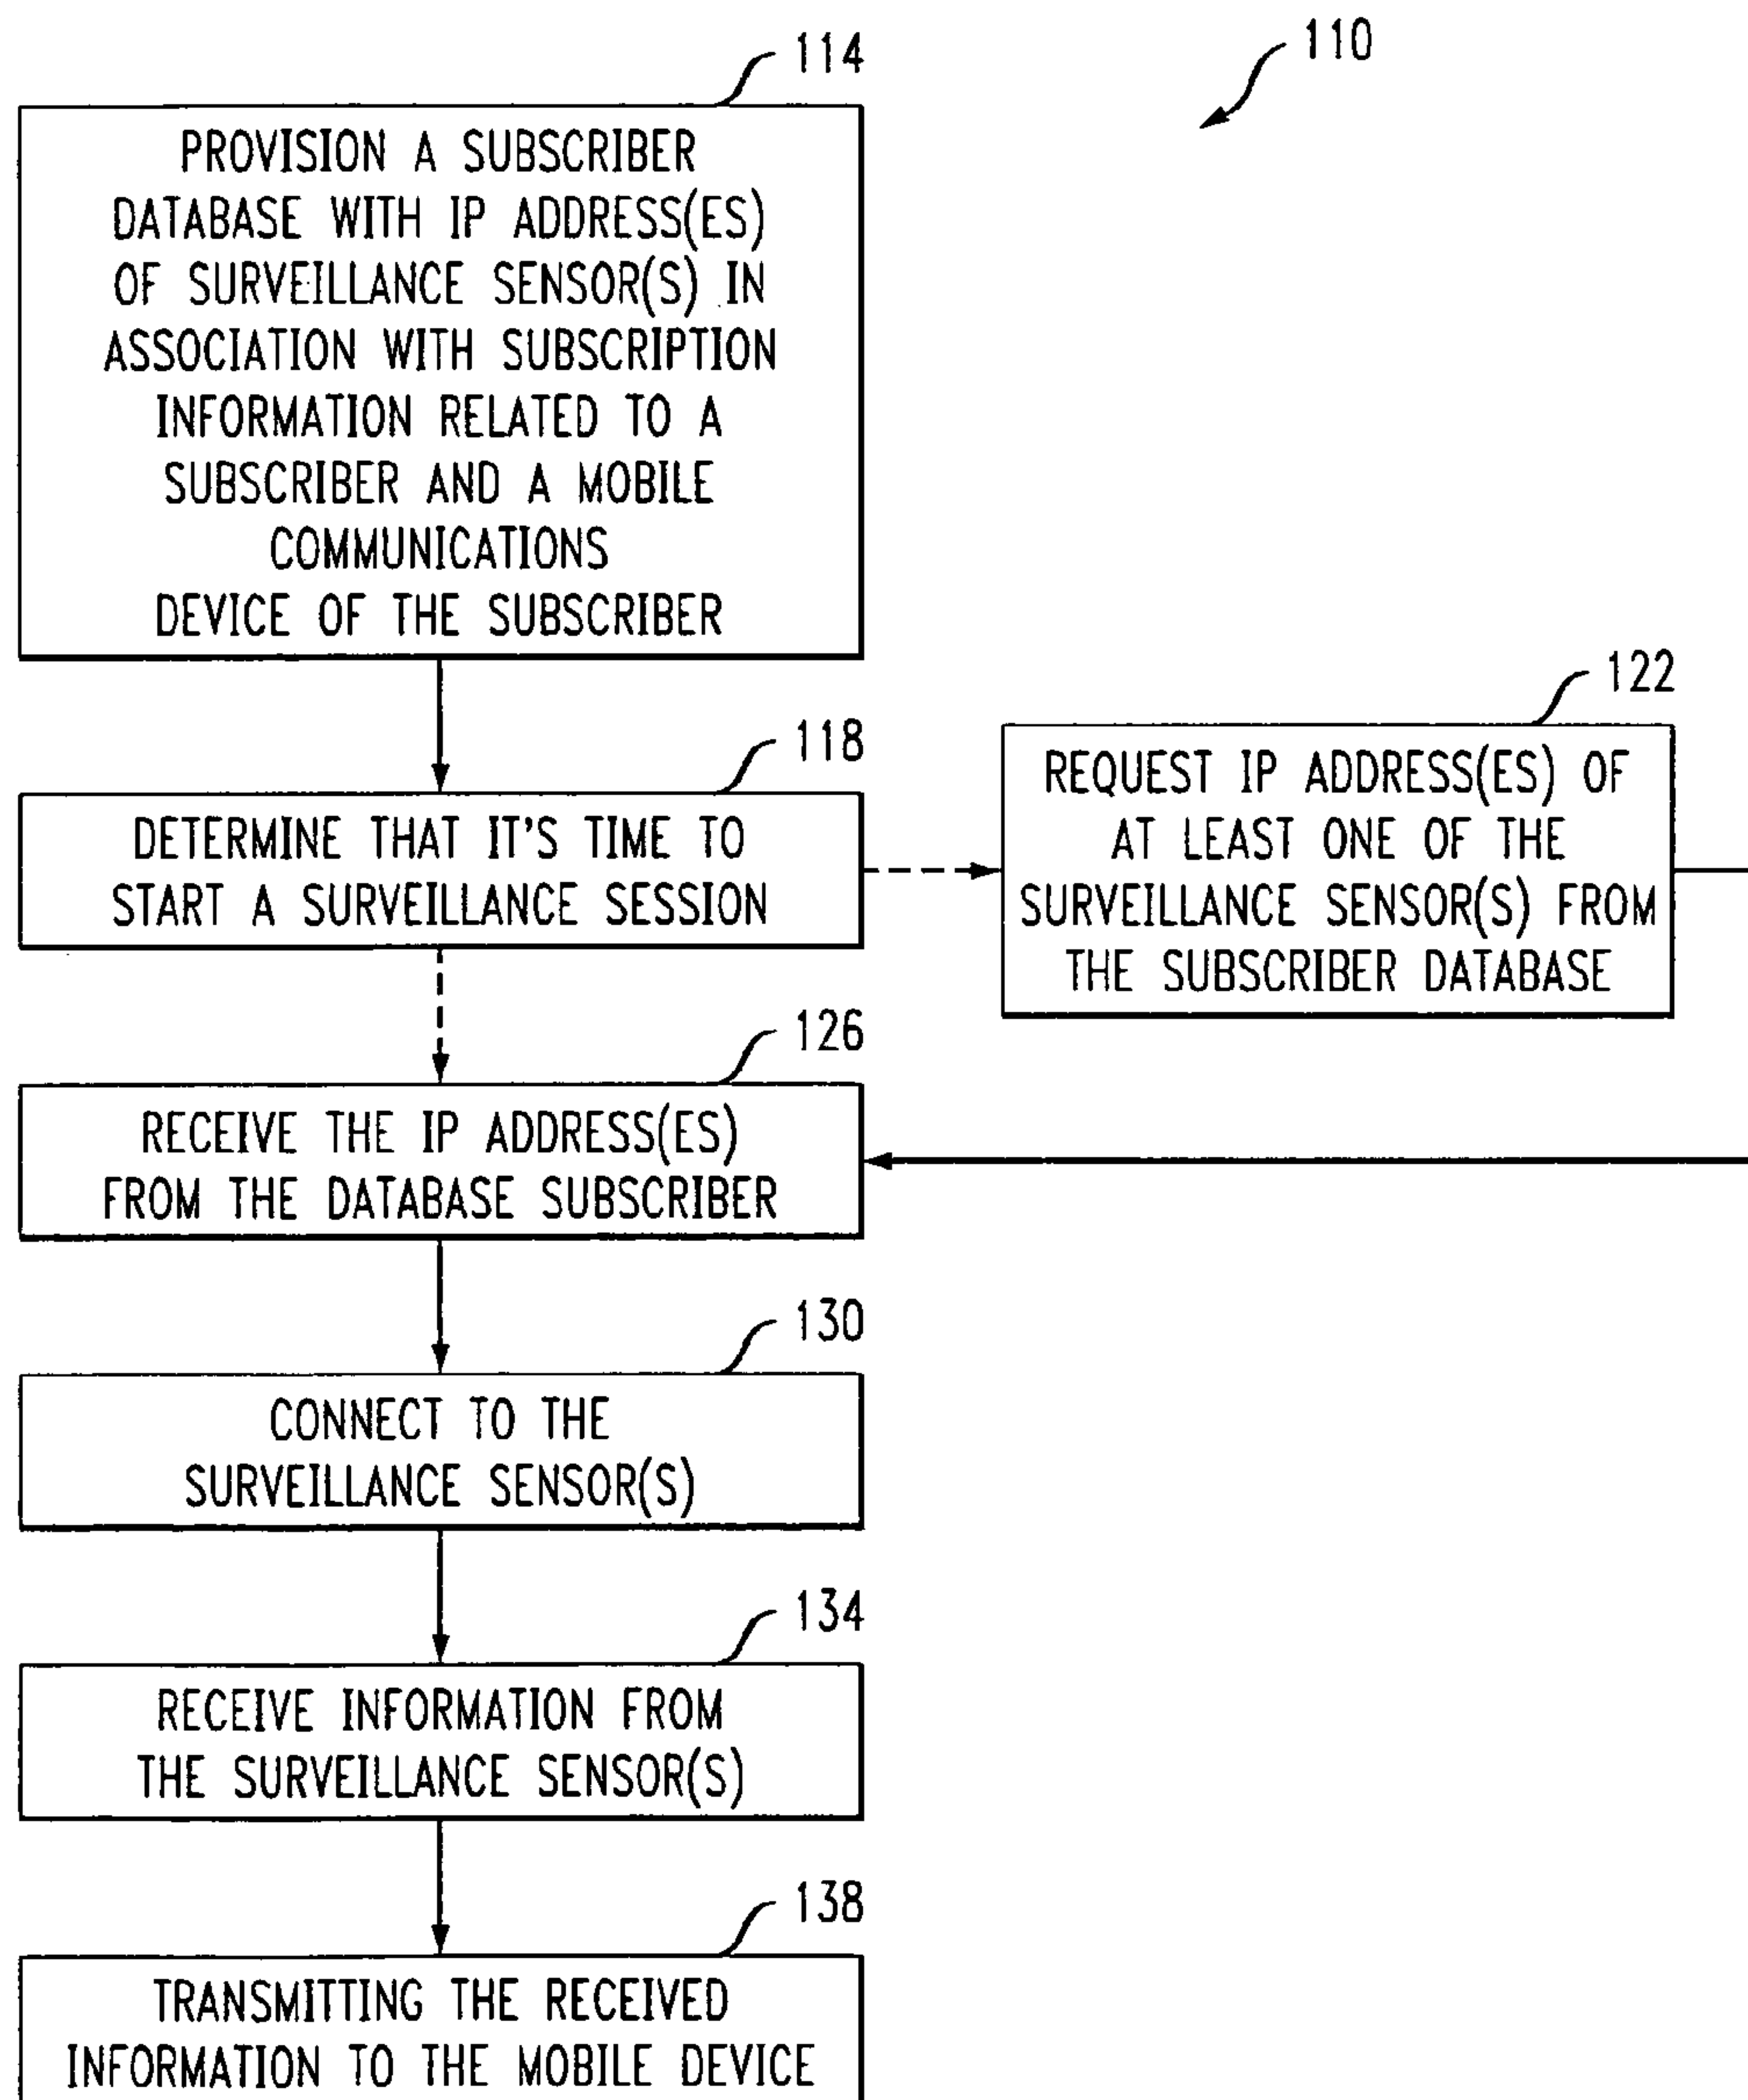 110
114
PROVISION A SUBSCRIBER
DATABASE WITH IP ADDRESS(ES)
OF SURVEILLANCE SENSOR(S) IN
ASSOCIATION WITH SUBSCRIPTION
INFORMATION RELATED TO A
SUBSCRIBER AND A MOBILE
COMMUNICATIONS
DEVICE OF THE SUBSCRIBER
118
DETERMINE THAT IT'S TIME TO
START A SURVEILLANCE SESSION
122
REQUEST IP ADDRESS(ES) OF
AT LEAST ONE OF THE
SURVEILLANCE SENSOR(S) FROM
THE SUBSCRIBER DATABASE
126
RECEIVE THE IP ADDRESS(ES)
FROM THE DATABASE SUBSCRIBER
130
CONNECT TO THE
SURVEILLANCE SENSOR(S)
134
RECEIVE INFORMATION FROM
THE SURVEILLANCE SENSOR(S)
138
TRANSMITTING THE RECEIVED
INFORMATION TO THE MOBILE DEVICE